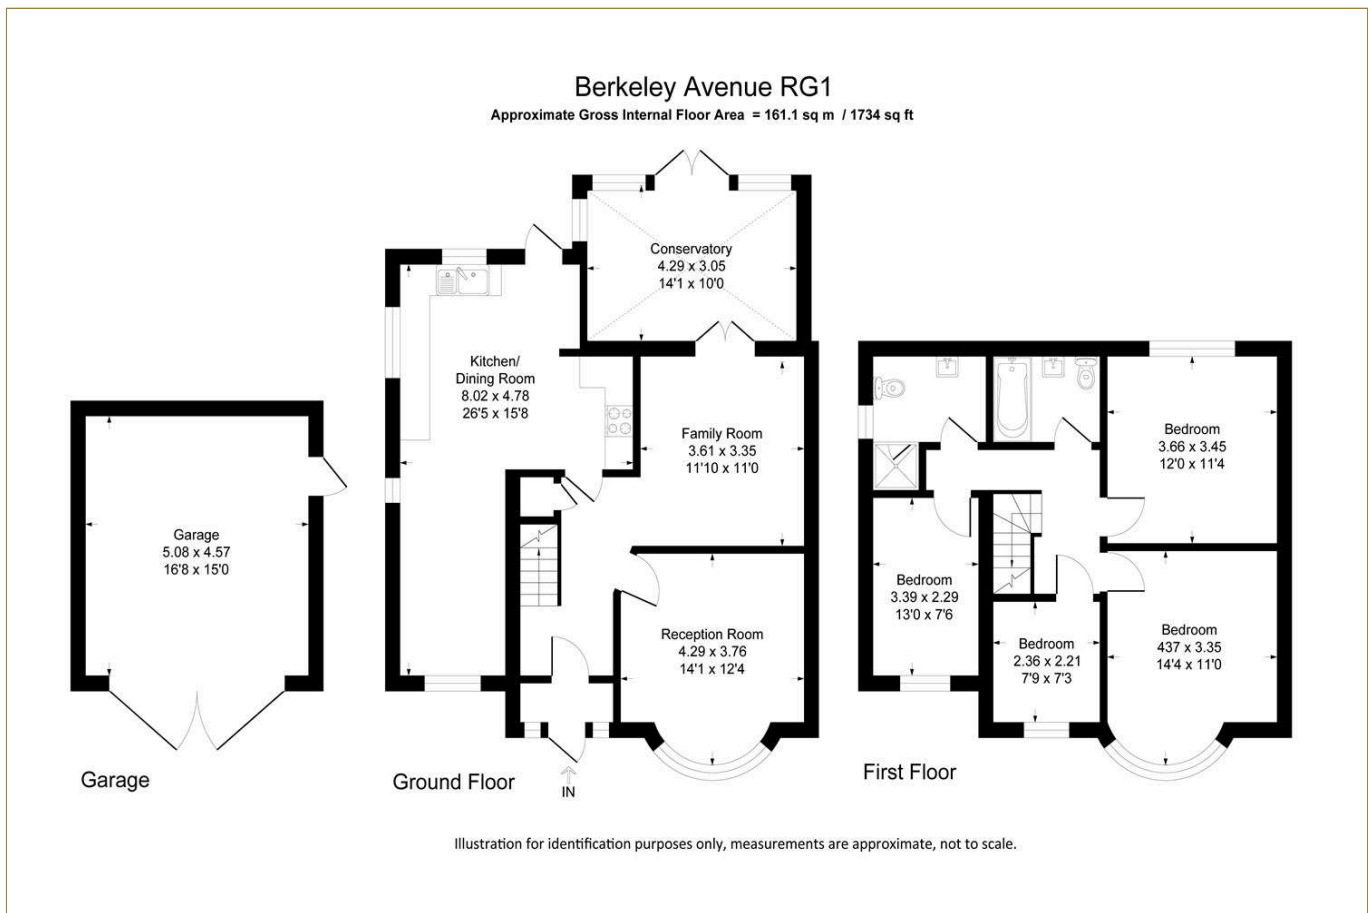 Berkeley Avenue RG1
Approximate Gross Internal Floor Area = 161.1 sq m / 1734 sq ft
Garage
5.08 x 4.57
16'8 x 15'0
Garage
Kitchen/
Dining Room
8.02 x 4.78
26'5 x 15'8
Conservatory
4.29 x 3.05
14'1 x 10'0
Family Room
3.61 x 3.35
11'10 x 11'0
Reception Room
4.29 x 3.76
14'1 x 12'4
IN
Ground Floor
Bedroom
3.66 x 3.45
12'0 x 11'4
Bedroom
3.39 x 2.29
13'0 x 7'6
Bedroom
2.36 x 2.21
7'9 x 7'3
Bedroom
437 x 3.35
14'4 x 11'0
First Floor
Illustration for identification purposes only, measurements are approximate, not to scale.